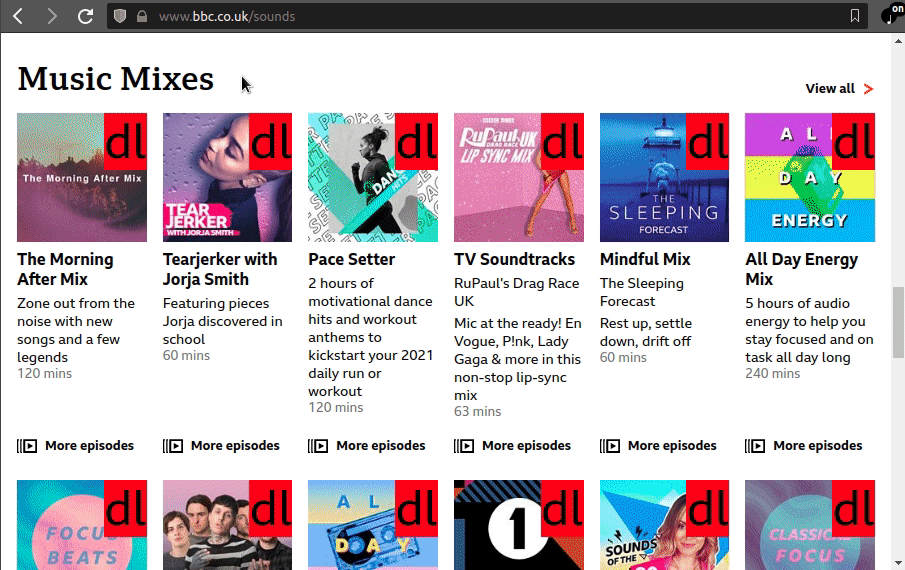 www.bbc.co.uk/sounds
on
Music Mixes
View all
dl
dl
dl
dl
dl
dl
The Morning After Mix
TEAR
JERKER
WITH JORJA SMITH
SETTER PACE
DANCE
HITS
BBC THREE
RuPaul's
DRAG RACE UK
LIP SYNC MIX
THE
SLEEPING
FORECAST
AL
DAY
ENERGY
The Morning
After Mix
Zone out from the
noise with new
songs and a few
legends
120 mins
Tearjerker with
Jorja Smith
Featuring pieces
Jorja discovered in
school
60 mins
Pace Setter
2 hours of
motivational dance
hits and workout
anthems to
kickstart your 2021
daily run or
workout
120 mins
TV Soundtracks
RuPaul's Drag Race
UK
Mic at the ready! En
Vogue, P!nk, Lady
Gaga & more in this
non-stop lip-sync
mix
63 mins
Mindful Mix
The Sleeping
Forecast
Rest up, settle
down, drift off
60 mins
All Day Energy
Mix
5 hours of audio
energy to help you
stay focused and on
task all day long
240 mins
More episodes
More episodes
More episodes
More episodes
More episodes
More episodes
dl
dl
dl
dl
dl
dl
FOCUS
BEATS
AL
DAY
1
SOUNDS
OF THE
CLASSICAL
FOCUS